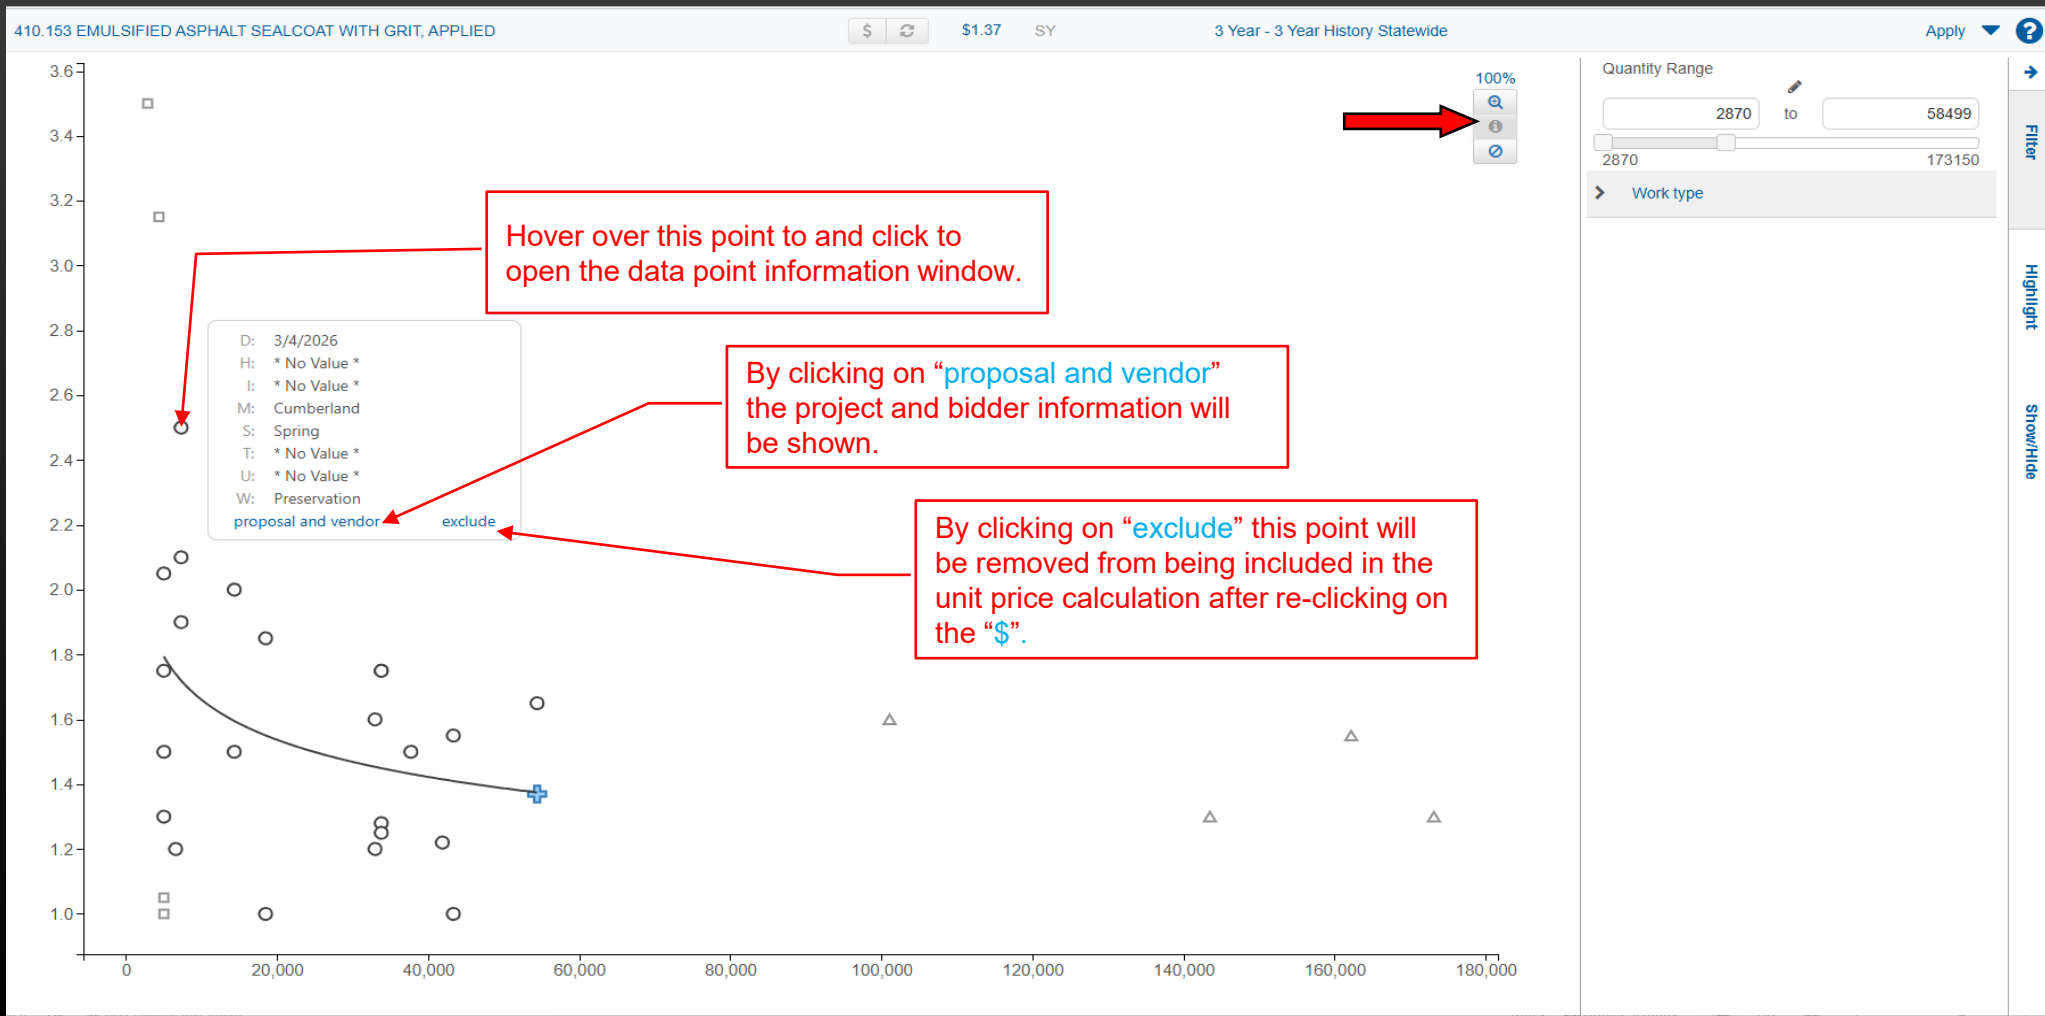 410.153 EMULSIFIED ASPHALT SEALCOAT WITH GRIT, APPLIED
$
$1.37
SY
3 Year - 3 Year History Statewide
Apply
?
3.6
3.4
3.2
3.0
2.8
2.6
2.4
2.2
2.0
1.8
1.6
1.4
1.2
1.0
0
20,000
40,000
60,000
80,000
100,000
120,000
140,000
160,000
180,000
100%
Hover over this point to and click to
open the data point information window.
D: 3/4/2026
H: * No Value *
I: * No Value *
M: Cumberland
S: Spring
T: * No Value *
U: * No Value *
W: Preservation
proposal and vendor exclude
By clicking on “proposal and vendor”
the project and bidder information will
be shown.
By clicking on “exclude” this point will
be removed from being included in the
unit price calculation after re-clicking on
the “$”.
Quantity Range
2870 to 58499
2870 173150
Work type
Filter
Highlight
Show/Hide